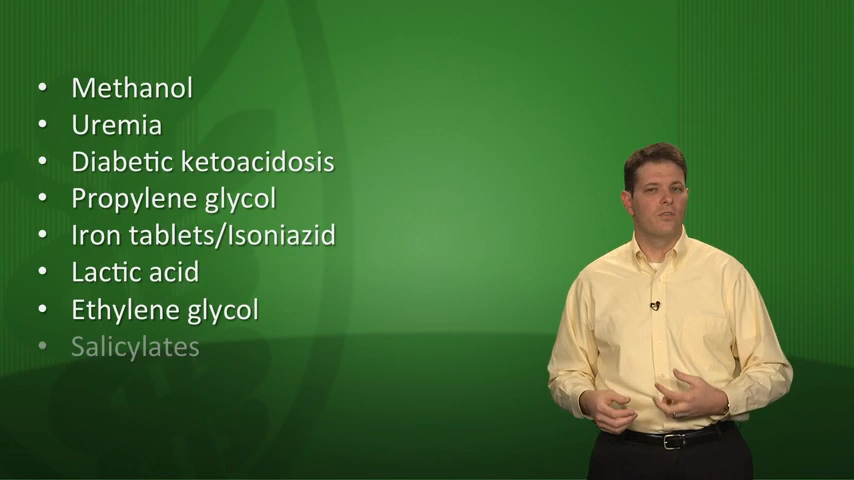 • Methanol
• Uremia
• Diabetic ketoacidosis
• Propylene glycol
• Iron tablets/Isoniazid
• Lactic acid
• Ethylene glycol
• Salicylates